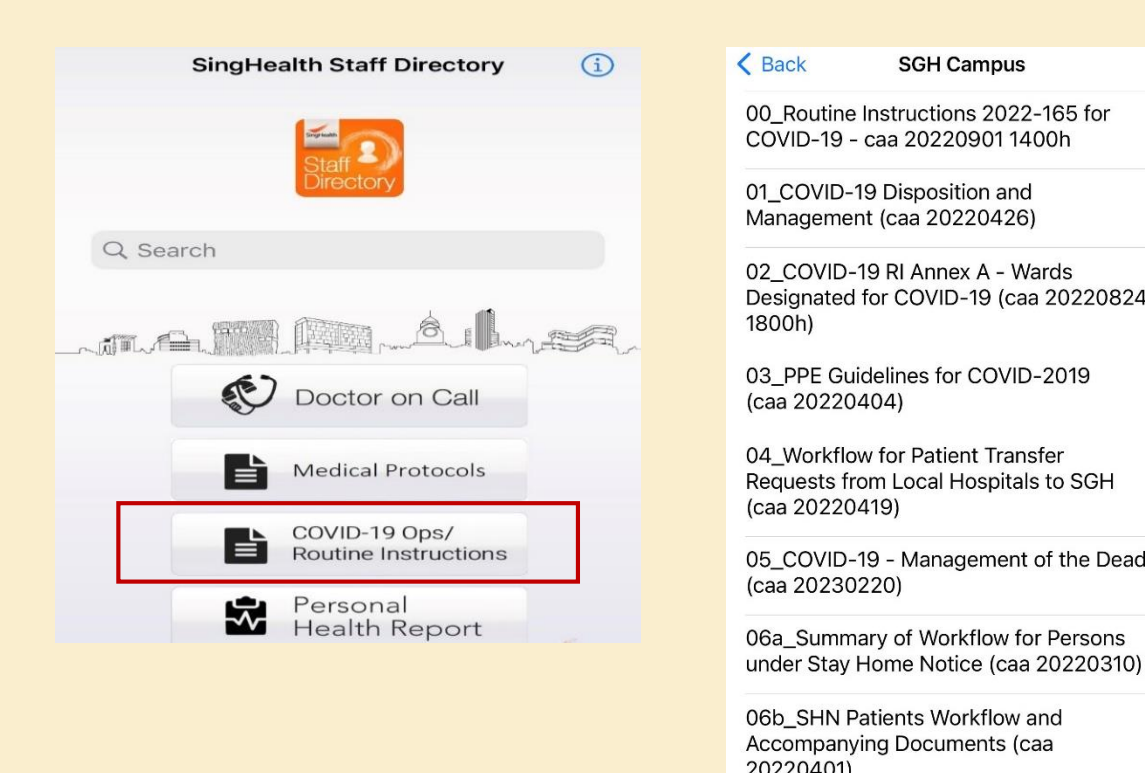 SingHealth Staff Directory
SingHealth
Staff
Directory
Search
Doctor on Call
Medical Protocols
COVID-19 Ops/
Routine Instructions
Personal
Health Report
Back
SGH Campus
00_Routine Instructions 2022-165 for
COVID-19 - caa 20220901 1400h
01_COVID-19 Disposition and
Management (caa 20220426)
02_COVID-19 RI Annex A - Wards
Designated for COVID-19 (caa 20220824
1800h)
03_PPE Guidelines for COVID-2019
(caa 20220404)
04_Workflow for Patient Transfer
Requests from Local Hospitals to SGH
(caa 20220419)
05_COVID-19 - Management of the Dead
(caa 20230220)
06a_Summary of Workflow for Persons
under Stay Home Notice (caa 20220310)
06b_SHN Patients Workflow and
Accompanying Documents (caa
20220401)